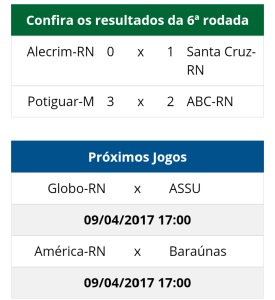 Confira os resultados da 6ª rodada
Alecrim-RN 0 x 1 Santa Cruz-
RN
Potiguar-M 3 x 2 ABC-RN
Próximos Jogos
Globo-RN x ASSU
09/04/2017 17:00
América-RN x Baraúnas
09/04/2017 17:00